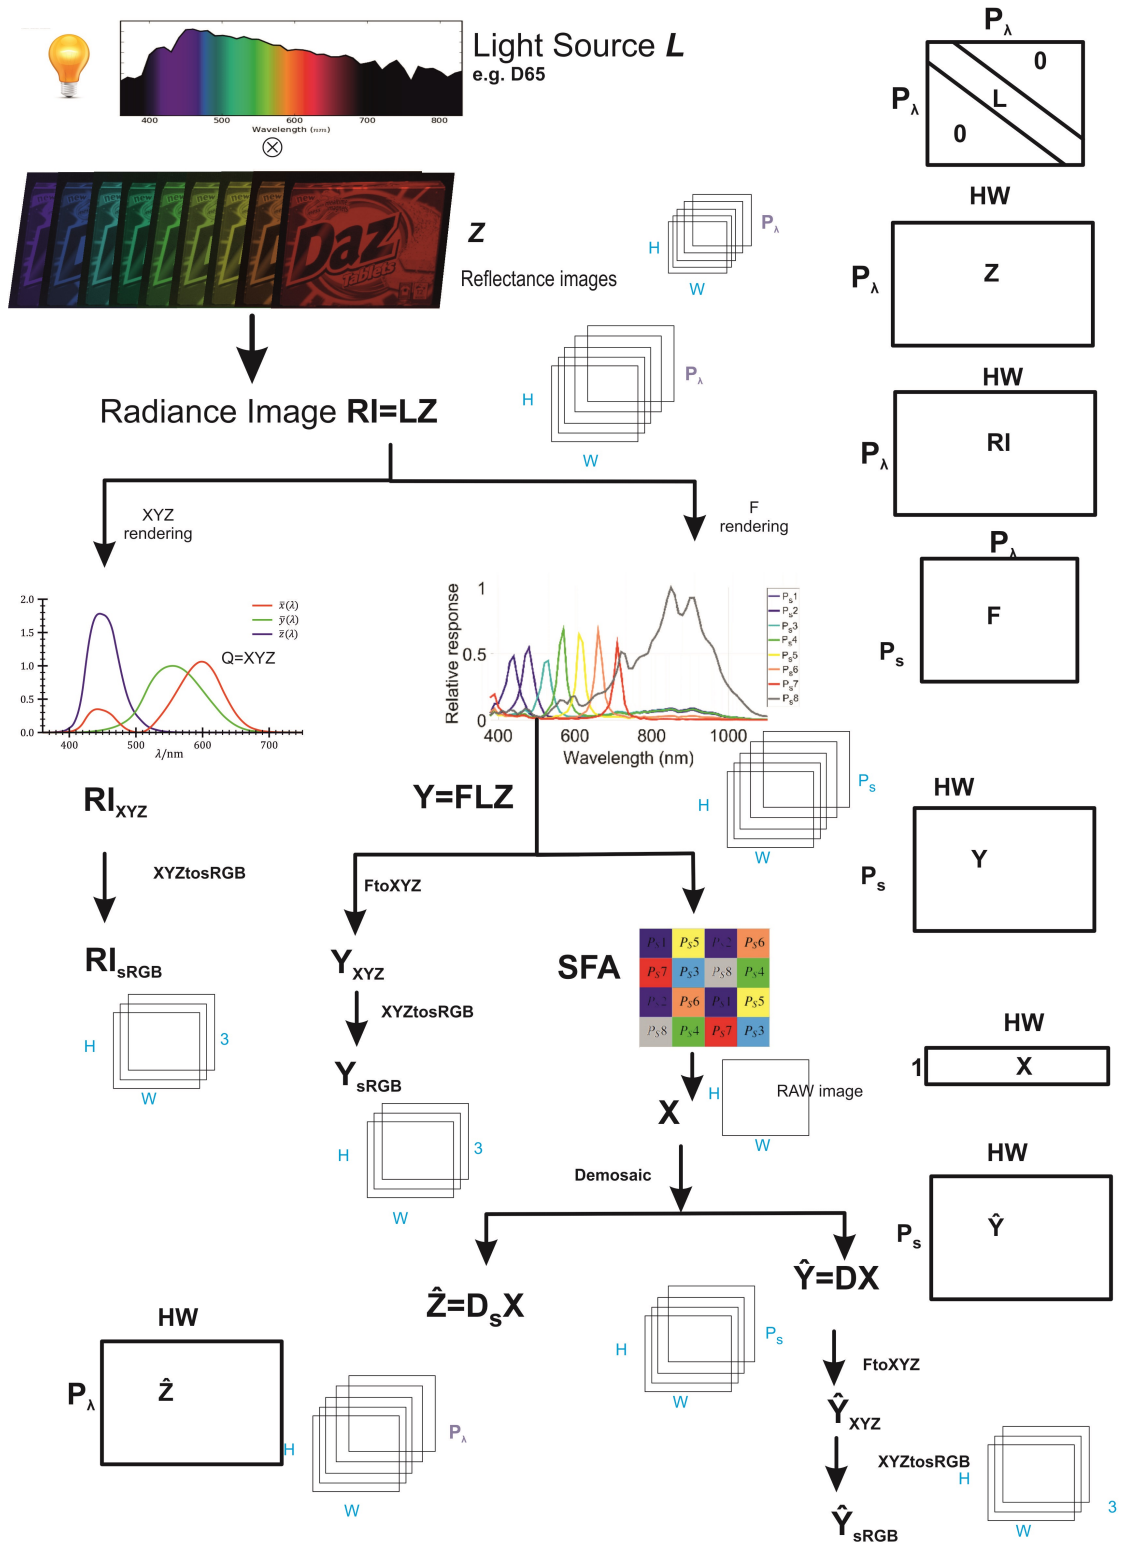 Light Source L
e.g. D65
400 500 600 700 800
Wavelength (nm)
⊗
new
Daz
Tablets
Z
Reflectance images
H
W
Pλ
Radiance Image RI=LZ
H
W
Pλ
XYZ
rendering
F
rendering
2.0
1.5
1.0
0.5
0.0
400 500 600 700
λ/nm
x̄(λ)
ȳ(λ)
z̄(λ)
Q=XYZ
Relative response
1
0.5
0
400 600 800 1000
Wavelength (nm)
Ps1
Ps2
Ps3
Ps4
Ps5
Ps6
Ps7
Ps8
RIXYZ
Y=FLZ
H
W
Ps
XYZtosRGB
FtoXYZ
RIsRGB
H
W
3
YXYZ
XYZtosRGB
YsRGB
H
W
3
SFA
PS1 PS5 PS2 PS6
PS7 PS3 PS8 PS4
PS2 PS6 PS1 PS5
PS8 PS4 PS7 PS3
X
H
RAW image
W
Demosaic
Ẑ=DsX
Ŷ=DX
H
W
Ps
FtoXYZ
ŶXYZ
XYZtosRGB
ŶsRGB
H
W
3
HW
Pλ
Ẑ
H
W
Pλ
Pλ
Pλ
0
L
0
HW
Pλ
Z
HW
Pλ
RI
Pλ
Ps
F
HW
Ps
Y
HW
1
X
HW
Ps
Ŷ